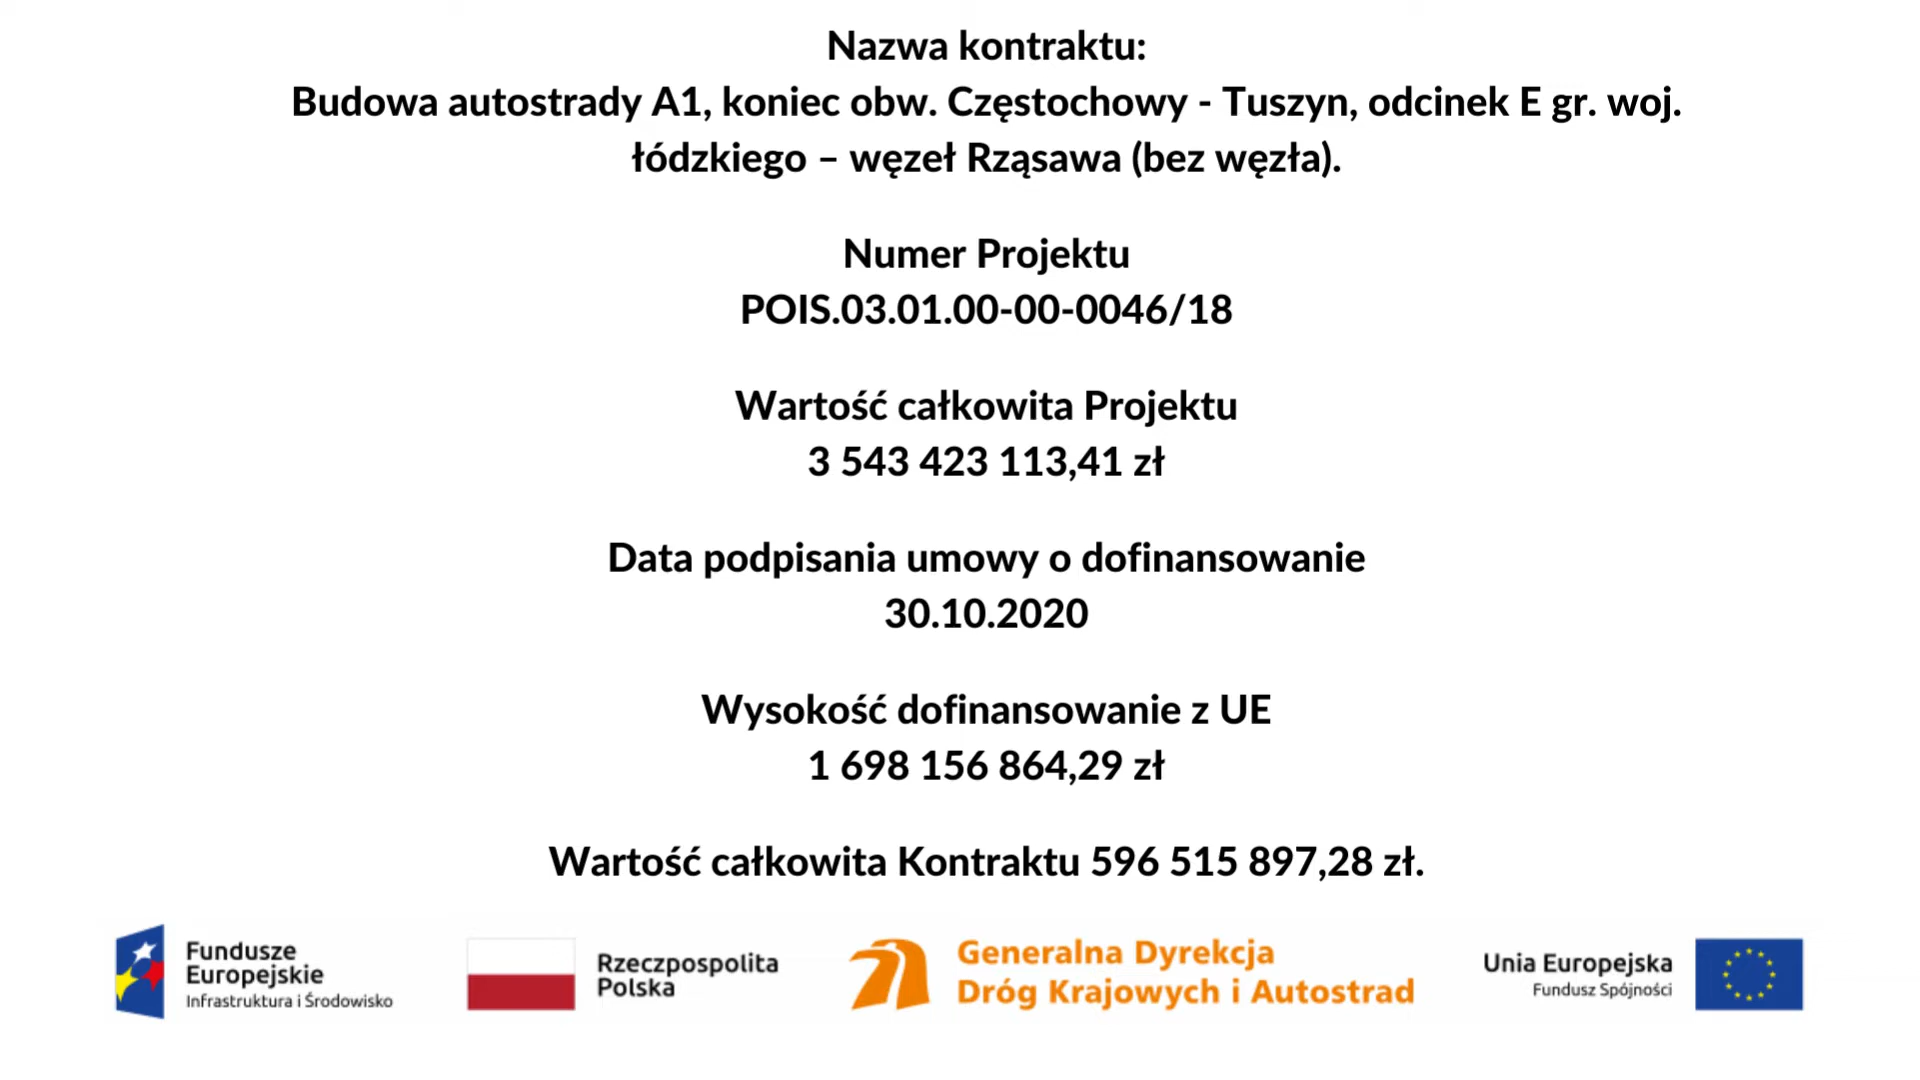 Nazwa kontraktu:
Budowa autostrady A1, koniec obw. Częstochowy - Tuszyn, odcinek E gr. woj.
łódzkiego – węzeł Rząsawa (bez węzła).
Numer Projektu
POIS.03.01.00-00-0046/18
Wartość całkowita Projektu
3 543 423 113,41 zł
Data podpisania umowy o dofinansowanie
30.10.2020
Wysokość dofinansowanie z UE
1 698 156 864,29 zł
Wartość całkowita Kontraktu 596 515 897,28 zł.
Fundusze
Europejskie
Infrastruktura i Środowisko
Rzeczpospolita
Polska
Generalna Dyrekcja
Dróg Krajowych i Autostrad
Unia Europejska
Fundusz Spójności